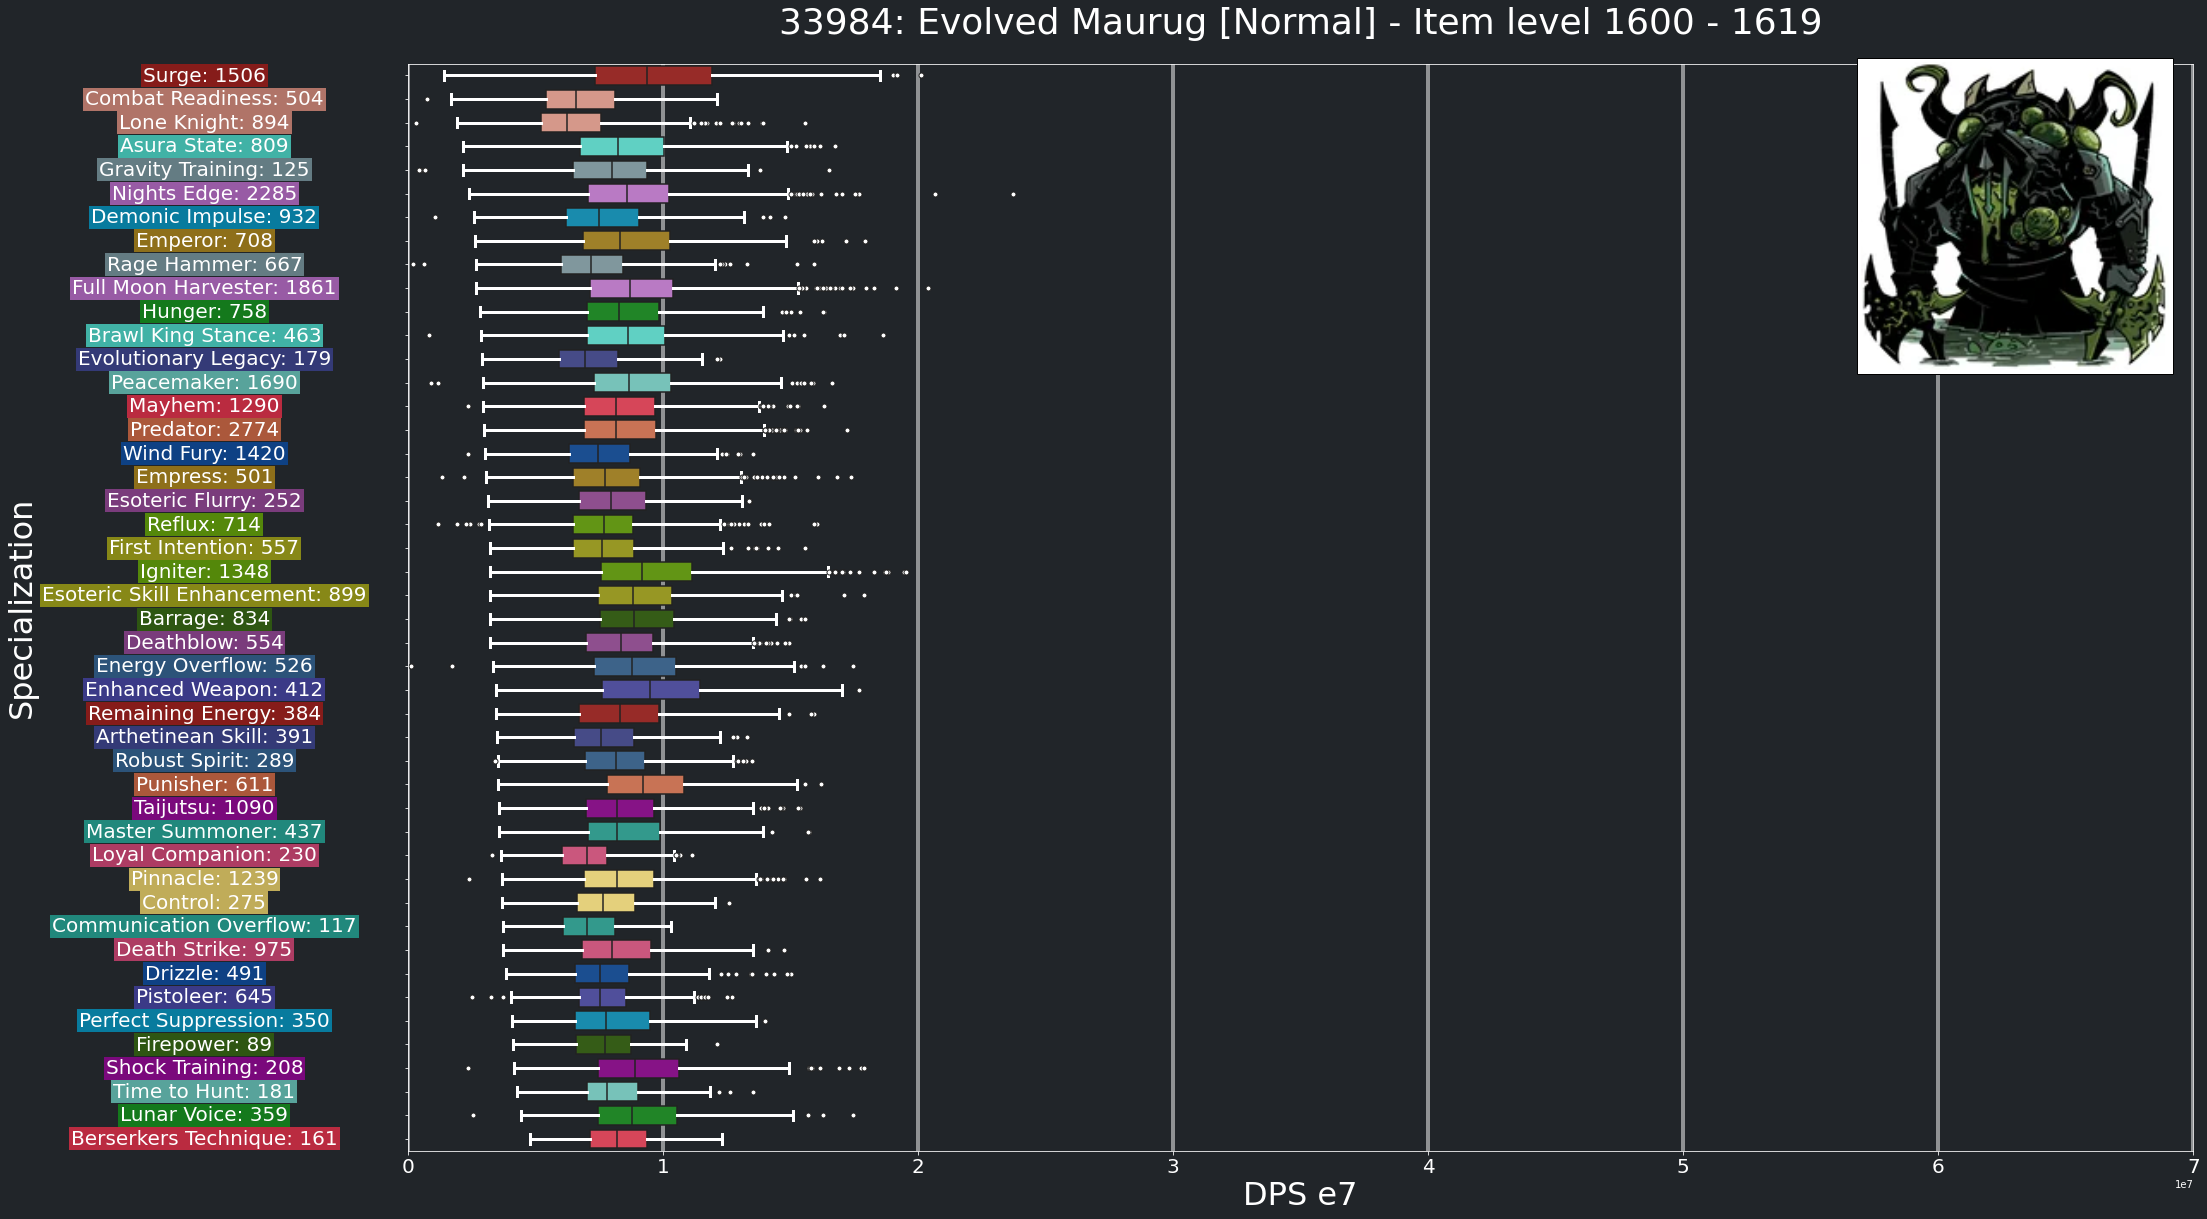 33984: Evolved Maurug [Normal] - Item level 1600 - 1619
Specialization
Surge: 1506
Combat Readiness: 504
Lone Knight: 894
Asura State: 809
Gravity Training: 125
Nights Edge: 2285
Demonic Impulse: 932
Emperor: 708
Rage Hammer: 667
Full Moon Harvester: 1861
Hunger: 758
Brawl King Stance: 463
Evolutionary Legacy: 179
Peacemaker: 1690
Mayhem: 1290
Predator: 2774
Wind Fury: 1420
Empress: 501
Esoteric Flurry: 252
Reflux: 714
First Intention: 557
Igniter: 1348
Esoteric Skill Enhancement: 899
Barrage: 834
Deathblow: 554
Energy Overflow: 526
Enhanced Weapon: 412
Remaining Energy: 384
Arthetinean Skill: 391
Robust Spirit: 289
Punisher: 611
Taijutsu: 1090
Master Summoner: 437
Loyal Companion: 230
Pinnacle: 1239
Control: 275
Communication Overflow: 117
Death Strike: 975
Drizzle: 491
Pistoleer: 645
Perfect Suppression: 350
Firepower: 89
Shock Training: 208
Time to Hunt: 181
Lunar Voice: 359
Berserkers Technique: 161
0 1 2 3 4 5 6 7
1e7
DPS e7